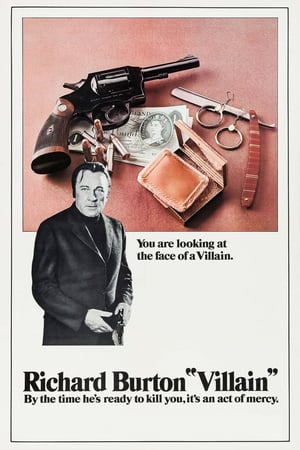 You are looking at
the face of a Villain.
Richard Burton "Villain"
By the time he's ready to kill you, it's an act of mercy.